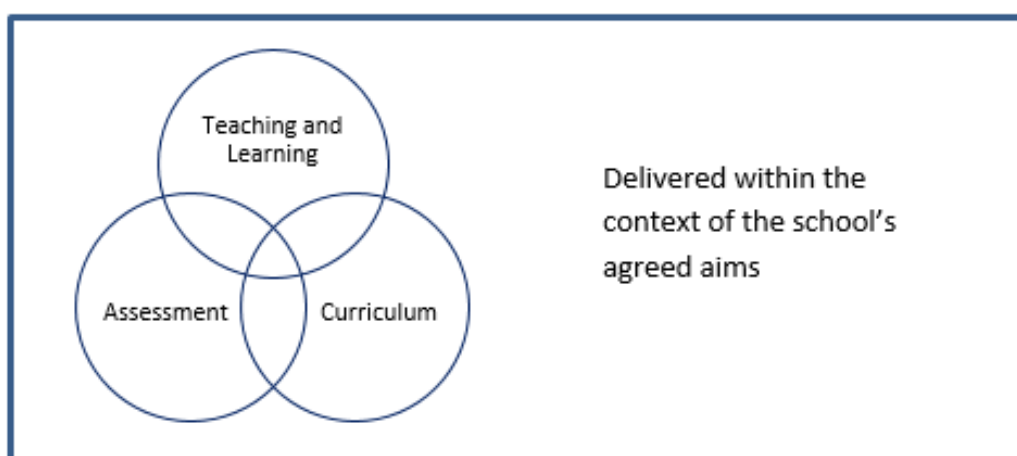 Teaching and
Learning
Assessment
Curriculum
Delivered within the
context of the school’s
agreed aims